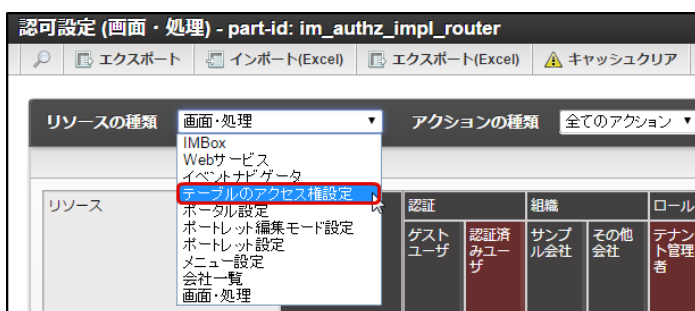 認可設定 (画面・処理) - part-id: im_authz_impl_router
エクスポート インポート(Excel) エクスポート(Excel) キャッシュクリア
リソースの種類 画面・処理 アクションの種類 全てのアクション
IMBox
Webサービス
イベントナビゲータ
テーブルのアクセス権設定
ポータル設定
ポートレット編集モード設定
ポートレット設定
メニュー設定
会社一覧
画面・処理
リソース 認証 組織 ロール
ゲストユーザ
認証済みユーザ
サンプル会社
その他会社
テナント管理者